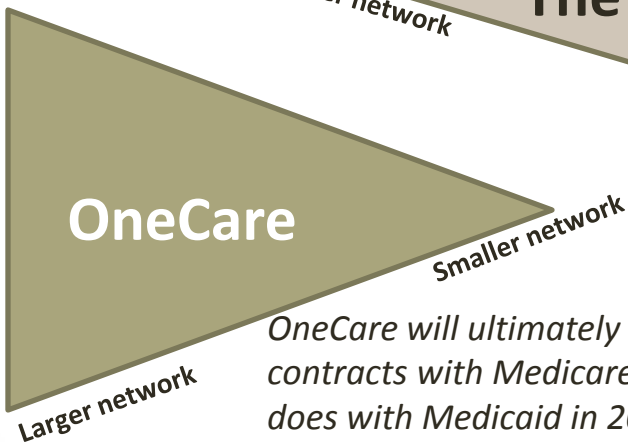 network
The
OneCare
Smaller network
OneCare will ultimately
contracts with Medicare
Larger network
does with Medicaid in